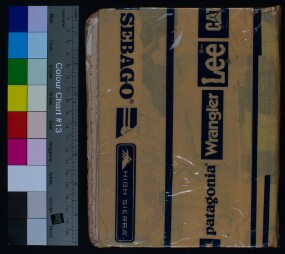 Colour Chart #13
SEBAGO
HIGH SIERRA
patagonia
Wrangler
Lee
CAT